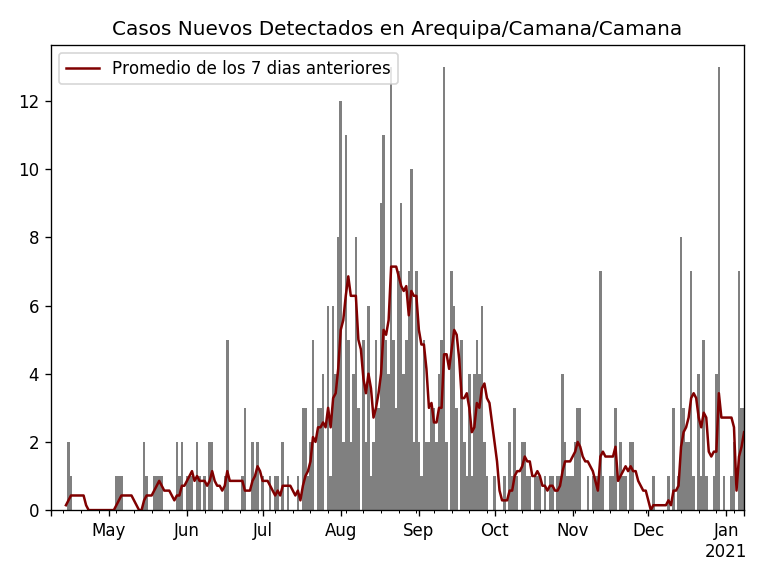 Casos Nuevos Detectados en Arequipa/Camana/Camana
Promedio de los 7 dias anteriores
12
10
8
6
4
2
0
May Jun Jul Aug Sep Oct Nov Dec Jan
2021